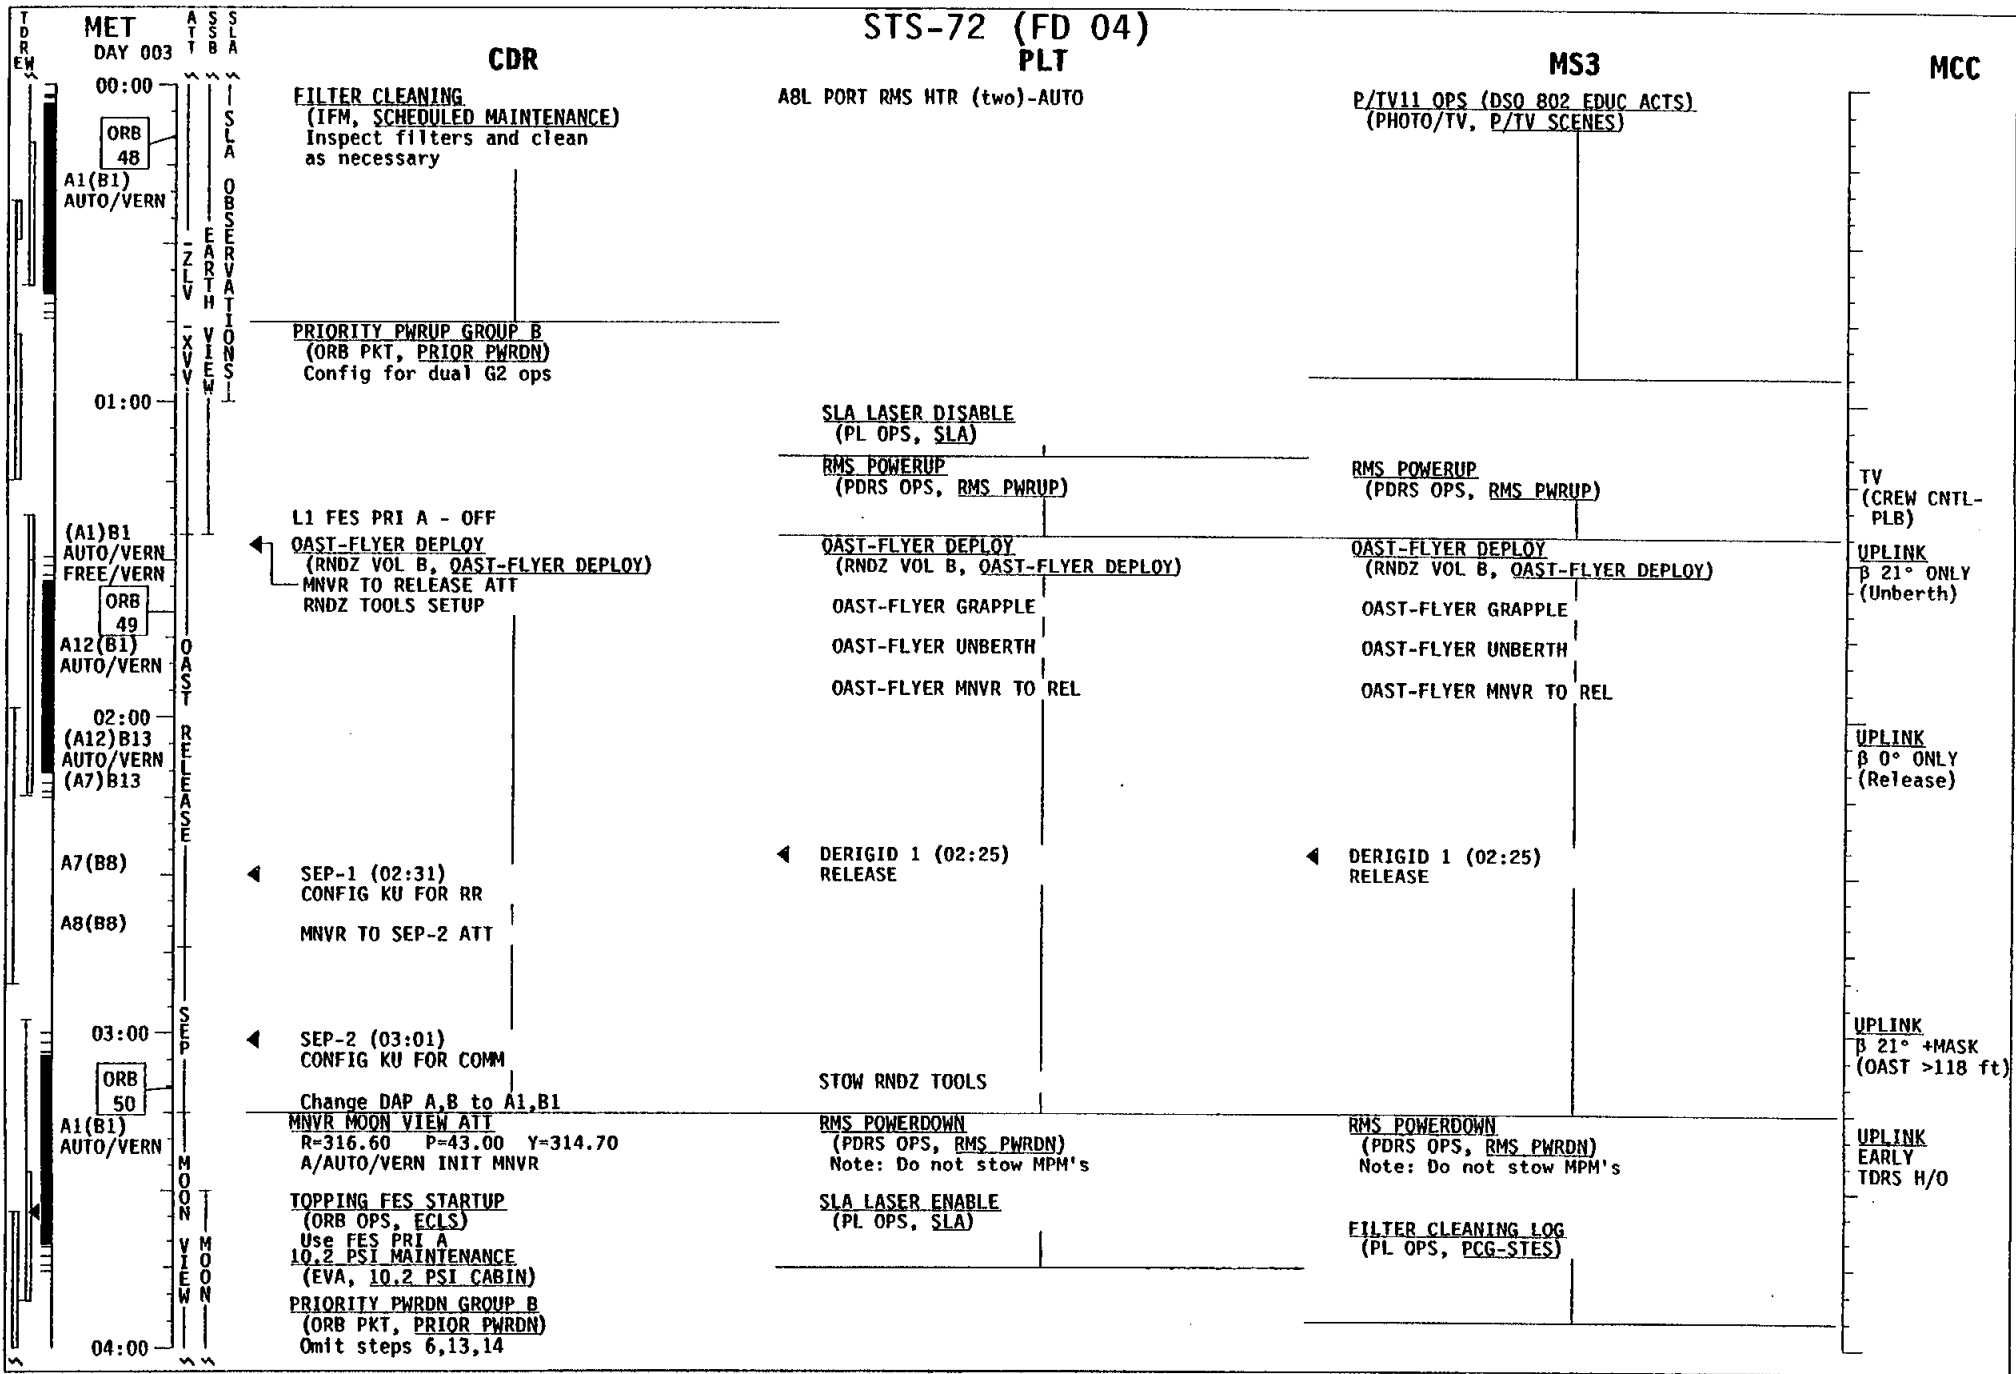 STS-72 (FD 04)
TDRE W
MET
DAY 003
ATT
SSB
SLA
CDR
PLT
MS3
MCC
00:00
ORB
48
A1(B1)
AUTO/VERN
01:00
(A1)B1
AUTO/VERN
FREE/VERN
ORB
49
A12(B1)
AUTO/VERN
02:00
(A12)B13
AUTO/VERN
(A7)B13
A7(B8)
A8(B8)
03:00
ORB
50
A1(B1)
AUTO/VERN
04:00
-ZLV -XVV
OAST RELEASE
SEP
MOON VIEW
EARTH VIEW
MOON
SLA OBSERVATIONS
FILTER CLEANING
(IFM, SCHEDULED MAINTENANCE)
Inspect filters and clean
as necessary
PRIORITY PWRUP GROUP B
(ORB PKT, PRIOR PWRDN)
Config for dual G2 ops
L1 FES PRI A - OFF
OAST-FLYER DEPLOY
(RNDZ VOL B, OAST-FLYER DEPLOY)
MNVR TO RELEASE ATT
RNDZ TOOLS SETUP
SEP-1 (02:31)
CONFIG KU FOR RR
MNVR TO SEP-2 ATT
SEP-2 (03:01)
CONFIG KU FOR COMM
Change DAP A,B to A1,B1
MNVR MOON VIEW ATT
R=316.60 P=43.00 Y=314.70
A/AUTO/VERN INIT MNVR
TOPPING FES STARTUP
(ORB OPS, ECLS)
Use FES PRI A
10.2 PSI MAINTENANCE
(EVA, 10.2 PSI CABIN)
PRIORITY PWRDN GROUP B
(ORB PKT, PRIOR PWRDN)
Omit steps 6,13,14
A8L PORT RMS HTR (two)-AUTO
SLA LASER DISABLE
(PL OPS, SLA)
RMS POWERUP
(PDRS OPS, RMS PWRUP)
OAST-FLYER DEPLOY
(RNDZ VOL B, OAST-FLYER DEPLOY)
OAST-FLYER GRAPPLE
OAST-FLYER UNBERTH
OAST-FLYER MNVR TO REL
DERIGID 1 (02:25)
RELEASE
STOW RNDZ TOOLS
RMS POWERDOWN
(PDRS OPS, RMS PWRDN)
Note: Do not stow MPM's
SLA LASER ENABLE
(PL OPS, SLA)
P/TV11 OPS (DSO 802 EDUC ACTS)
(PHOTO/TV, P/TV SCENES)
RMS POWERUP
(PDRS OPS, RMS PWRUP)
OAST-FLYER DEPLOY
(RNDZ VOL B, OAST-FLYER DEPLOY)
OAST-FLYER GRAPPLE
OAST-FLYER UNBERTH
OAST-FLYER MNVR TO REL
DERIGID 1 (02:25)
RELEASE
RMS POWERDOWN
(PDRS OPS, RMS PWRDN)
Note: Do not stow MPM's
FILTER CLEANING LOG
(PL OPS, PCG-STES)
TV
(CREW CNTL-
PLB)
UPLINK
β 21° ONLY
(Unberth)
UPLINK
β 0° ONLY
(Release)
UPLINK
β 21° +MASK
(OAST >118 ft)
UPLINK
EARLY
TDRS H/O